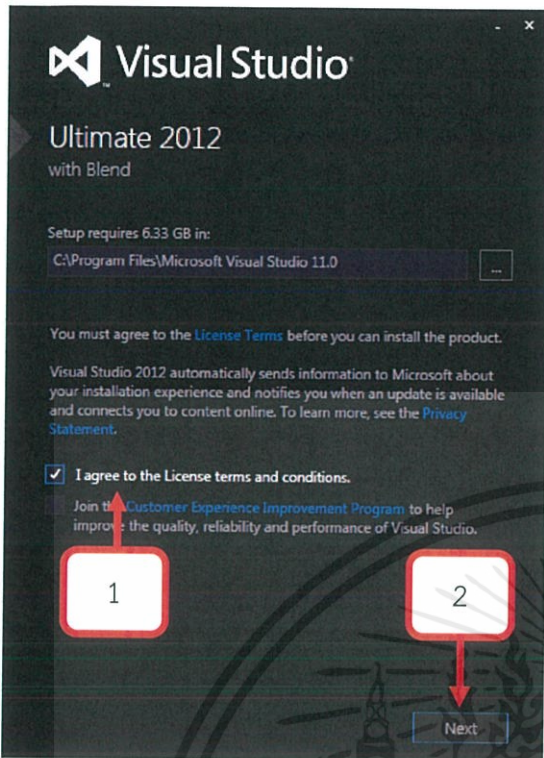 Visual Studio
Ultimate 2012
with Blend
Setup requires 6.33 GB in:
C:\Program Files\Microsoft Visual Studio 11.0
...
You must agree to the License Terms before you can install the product.
Visual Studio 2012 automatically sends information to Microsoft about
your installation experience and notifies you when an update is available
and connects you to content online. To learn more, see the Privacy
Statement.
I agree to the License terms and conditions.
Join the Customer Experience Improvement Program to help
improve the quality, reliability and performance of Visual Studio.
1
2
Next